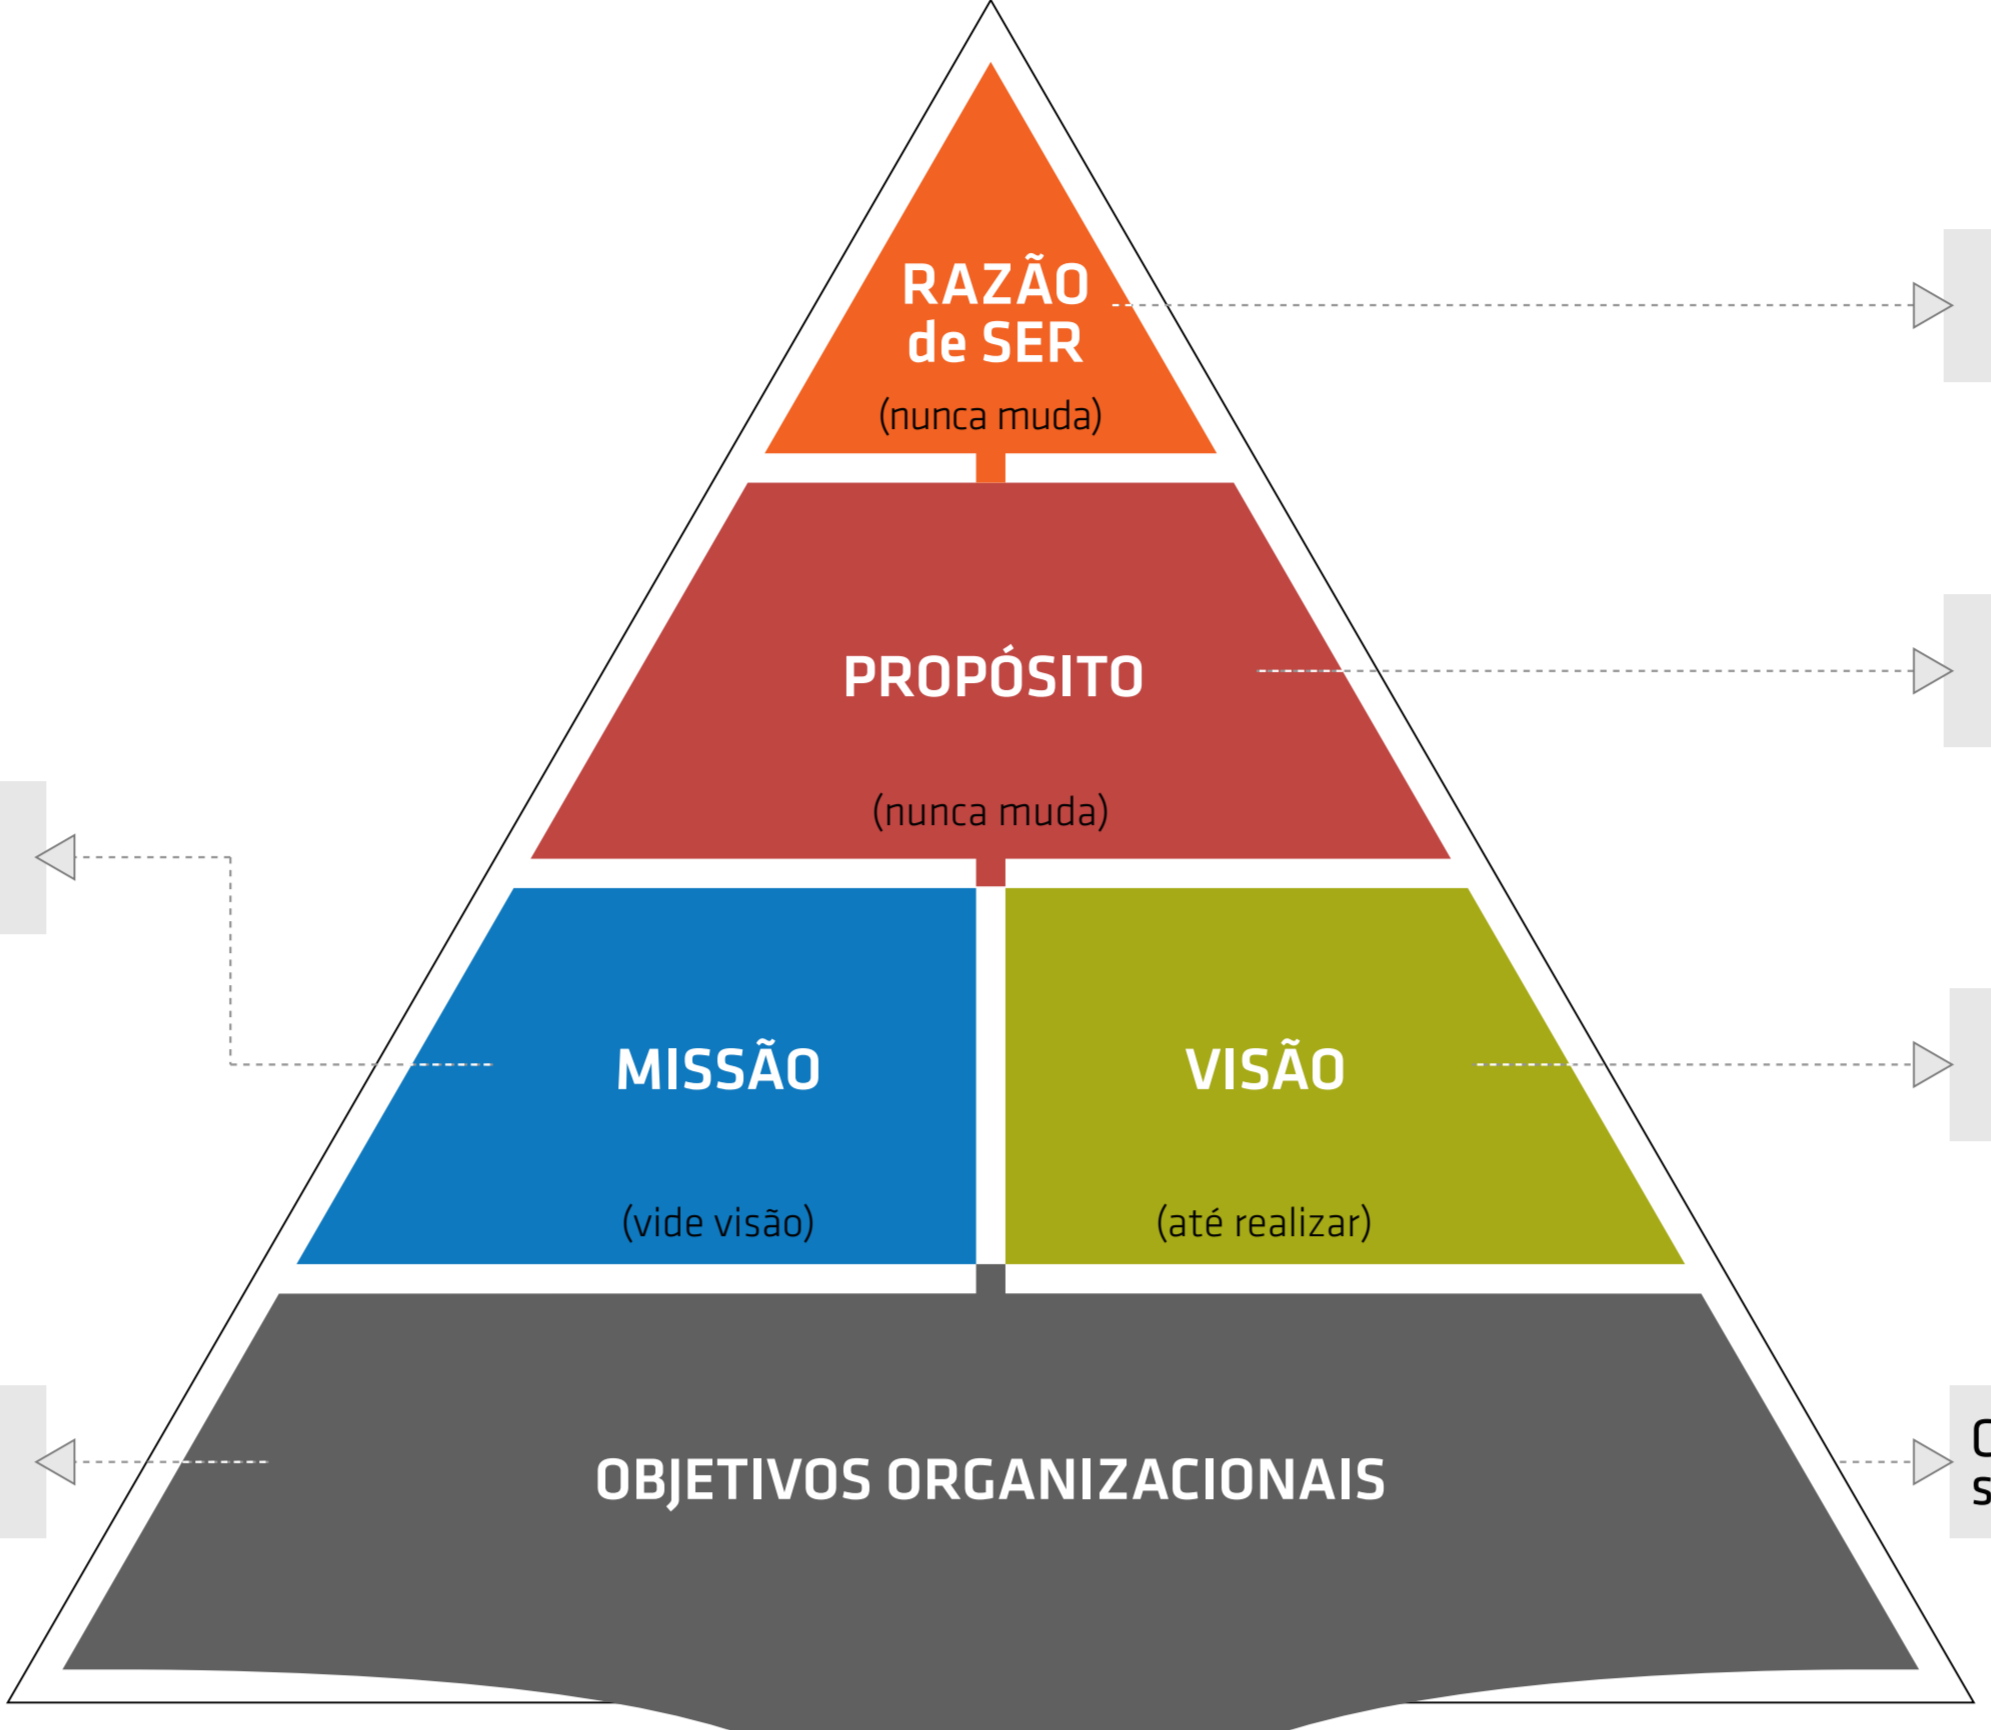 RAZÃO
de SER
(nunca muda)
PROPÓSITO
(nunca muda)
MISSÃO
VISÃO
(vide visão)
(até realizar)
OBJETIVOS ORGANIZACIONAIS